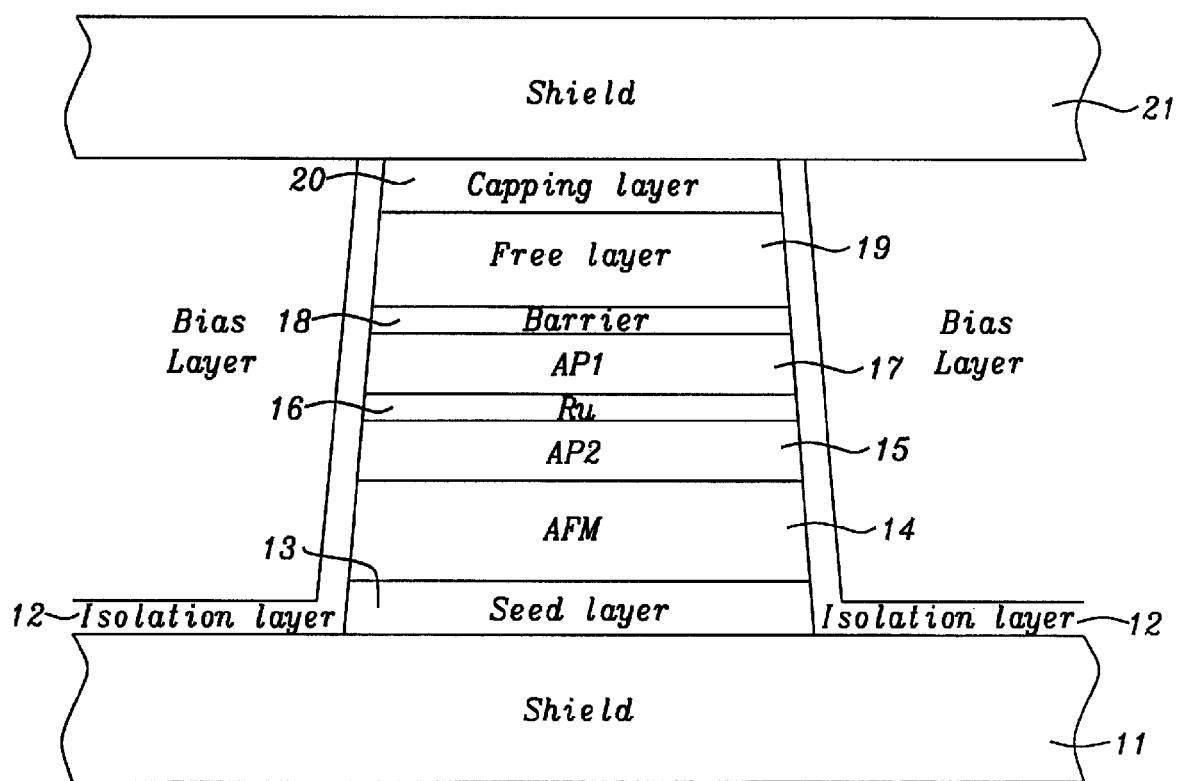 Shield
21
20
Capping layer
Free layer
19
Bias
Layer
18
Barrier
Bias
Layer
AP1
17
16
Ru
AP2
15
AFM
14
13
12
Isolation layer
Seed layer
Isolation layer
12
Shield
11